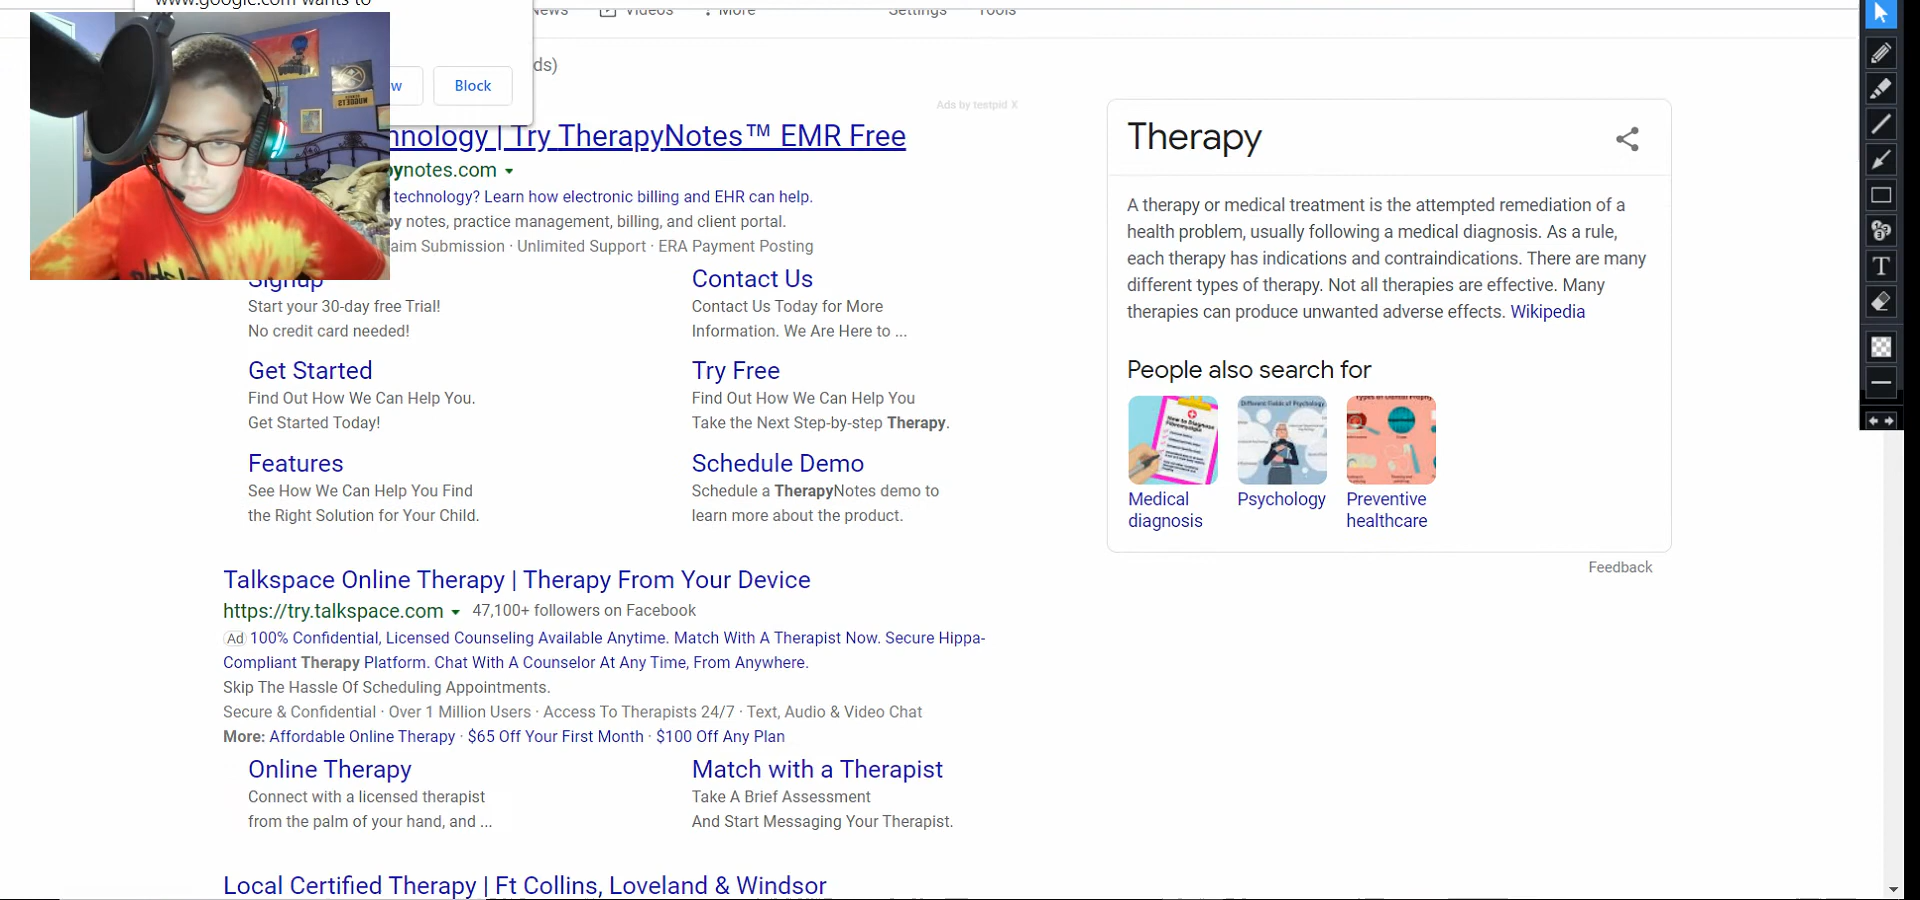 www.google.com wants to
News Videos More Settings Tools
ds)
w Block
Ads by testpid X
hnology | Try TherapyNotes™ EMR Free
pynotes.com
technology? Learn how electronic billing and EHR can help.
py notes, practice management, billing, and client portal.
aim Submission · Unlimited Support · ERA Payment Posting
Signup
Start your 30-day free Trial!
No credit card needed!
Contact Us
Contact Us Today for More
Information. We Are Here to ...
Get Started
Find Out How We Can Help You.
Get Started Today!
Try Free
Find Out How We Can Help You
Take the Next Step-by-step Therapy.
Features
See How We Can Help You Find
the Right Solution for Your Child.
Schedule Demo
Schedule a TherapyNotes demo to
learn more about the product.
Talkspace Online Therapy | Therapy From Your Device
https://try.talkspace.com 47,100+ followers on Facebook
Ad 100% Confidential, Licensed Counseling Available Anytime. Match With A Therapist Now. Secure Hippa-
Compliant Therapy Platform. Chat With A Counselor At Any Time, From Anywhere.
Skip The Hassle Of Scheduling Appointments.
Secure & Confidential · Over 1 Million Users · Access To Therapists 24/7 · Text, Audio & Video Chat
More: Affordable Online Therapy · $65 Off Your First Month · $100 Off Any Plan
Online Therapy
Connect with a licensed therapist
from the palm of your hand, and ...
Match with a Therapist
Take A Brief Assessment
And Start Messaging Your Therapist.
Local Certified Therapy | Ft Collins, Loveland & Windsor
Therapy
A therapy or medical treatment is the attempted remediation of a
health problem, usually following a medical diagnosis. As a rule,
each therapy has indications and contraindications. There are many
different types of therapy. Not all therapies are effective. Many
therapies can produce unwanted adverse effects. Wikipedia
People also search for
Medical
diagnosis
Psychology
Preventive
healthcare
Feedback
T